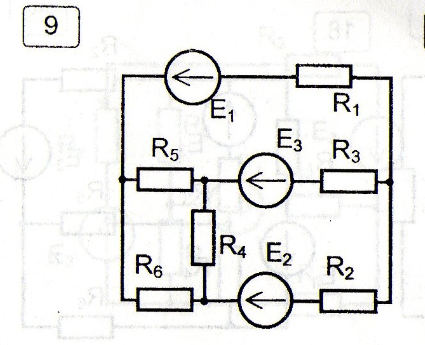 9
E₁ R₁
R₅ E₃ R₃
R₄
R₆ E₂ R₂